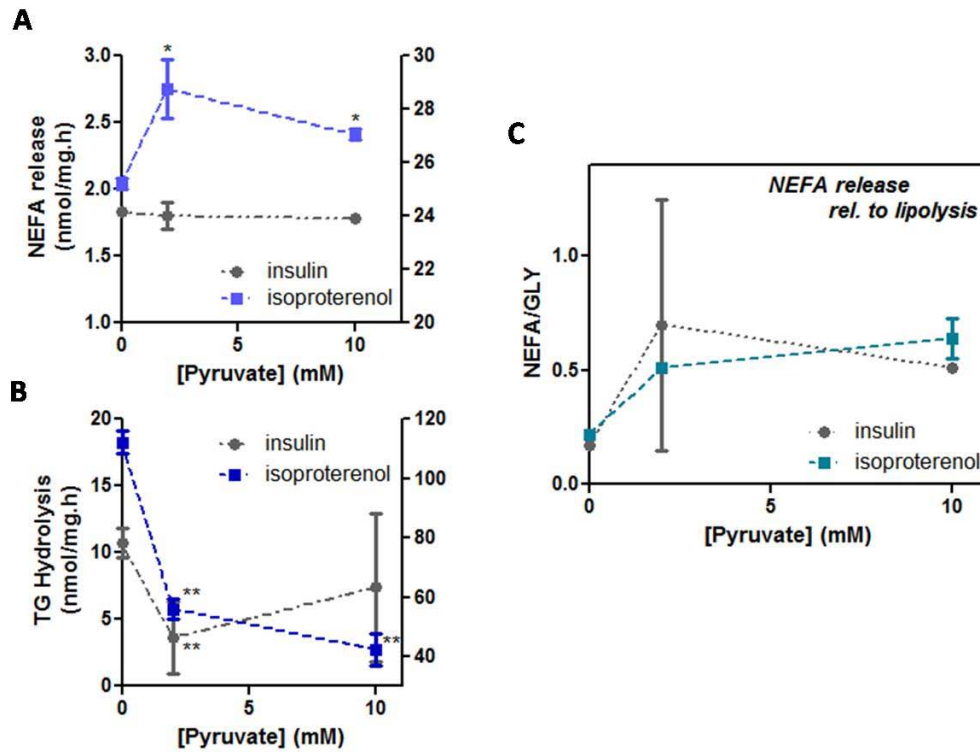 A
NEFA release
(nmol/mg.h)
3.0
2.5
2.0
1.5
1.0
30
28
26
24
22
20
*
*
insulin
isoproterenol
0
5
10
[Pyruvate] (mM)
B
TG Hydrolysis
(nmol/mg.h)
20
15
10
5
0
120
100
80
60
40
**
**
**
insulin
isoproterenol
0
5
10
[Pyruvate] (mM)
C
NEFA/GLY
1.0
0.5
0.0
NEFA release
rel. to lipolysis
insulin
isoproterenol
0
5
10
[Pyruvate] (mM)